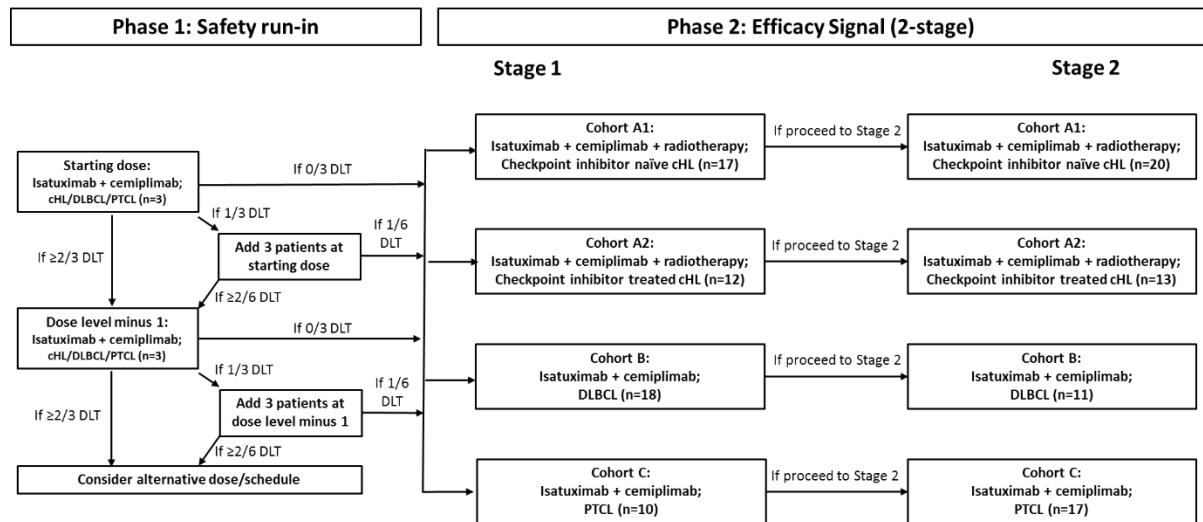 Phase 1: Safety run-in
Phase 2: Efficacy Signal (2-stage)
Stage 1
Stage 2
Starting dose:
Isatuximab + cemiplimab;
cHL/DLBCL/PTCL (n=3)
If 0/3 DLT
If 1/3 DLT
If ≥2/3 DLT
Add 3 patients at
starting dose
If 1/6
DLT
If ≥2/6 DLT
Dose level minus 1:
Isatuximab + cemiplimab;
cHL/DLBCL/PTCL (n=3)
If 0/3 DLT
If 1/3 DLT
If ≥2/3 DLT
Add 3 patients at
dose level minus 1
If 1/6
DLT
If ≥2/6 DLT
Consider alternative dose/schedule
Cohort A1:
Isatuximab + cemiplimab + radiotherapy;
Checkpoint inhibitor naïve cHL (n=17)
If proceed to Stage 2
Cohort A1:
Isatuximab + cemiplimab + radiotherapy;
Checkpoint inhibitor naïve cHL (n=20)
Cohort A2:
Isatuximab + cemiplimab + radiotherapy;
Checkpoint inhibitor treated cHL (n=12)
If proceed to Stage 2
Cohort A2:
Isatuximab + cemiplimab + radiotherapy;
Checkpoint inhibitor treated cHL (n=13)
Cohort B:
Isatuximab + cemiplimab;
DLBCL (n=18)
If proceed to Stage 2
Cohort B:
Isatuximab + cemiplimab;
DLBCL (n=11)
Cohort C:
Isatuximab + cemiplimab;
PTCL (n=10)
If proceed to Stage 2
Cohort C:
Isatuximab + cemiplimab;
PTCL (n=17)